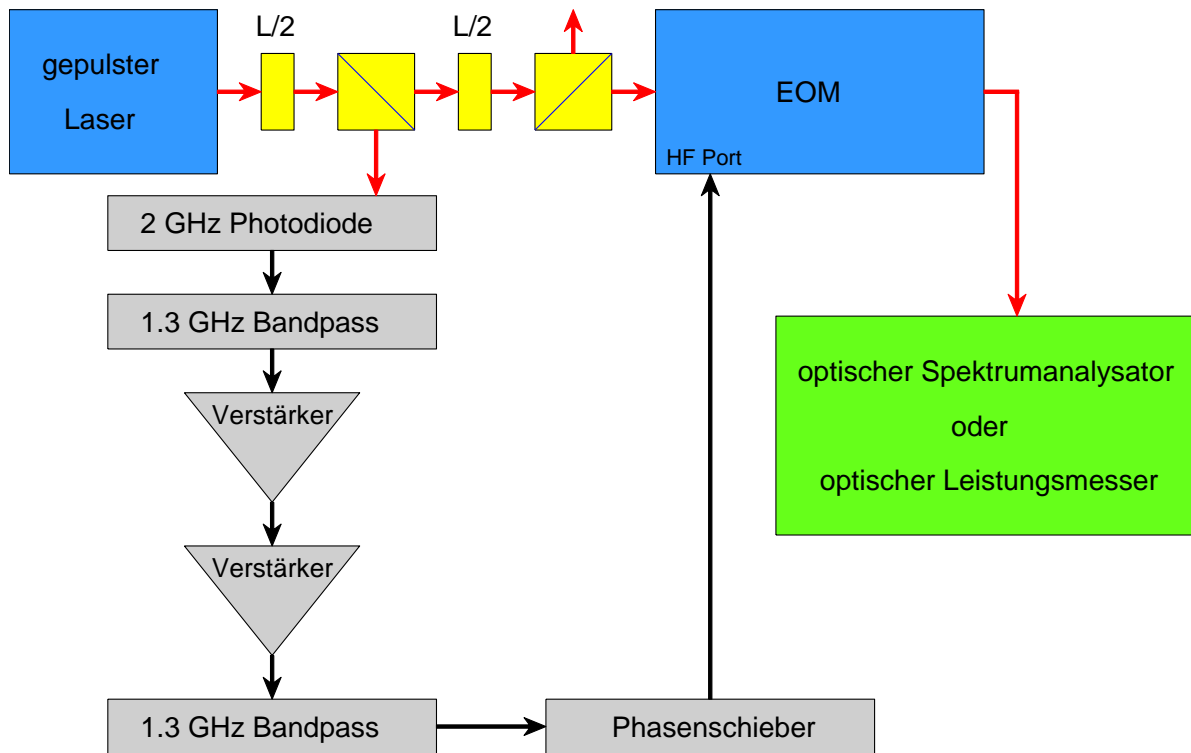 L/2
L/2
gepulster
Laser
EOM
HF Port
2 GHz Photodiode
1.3 GHz Bandpass
Verstärker
Verstärker
1.3 GHz Bandpass
Phasenschieber
optischer Spektrumanalysator
oder
optischer Leistungsmesser